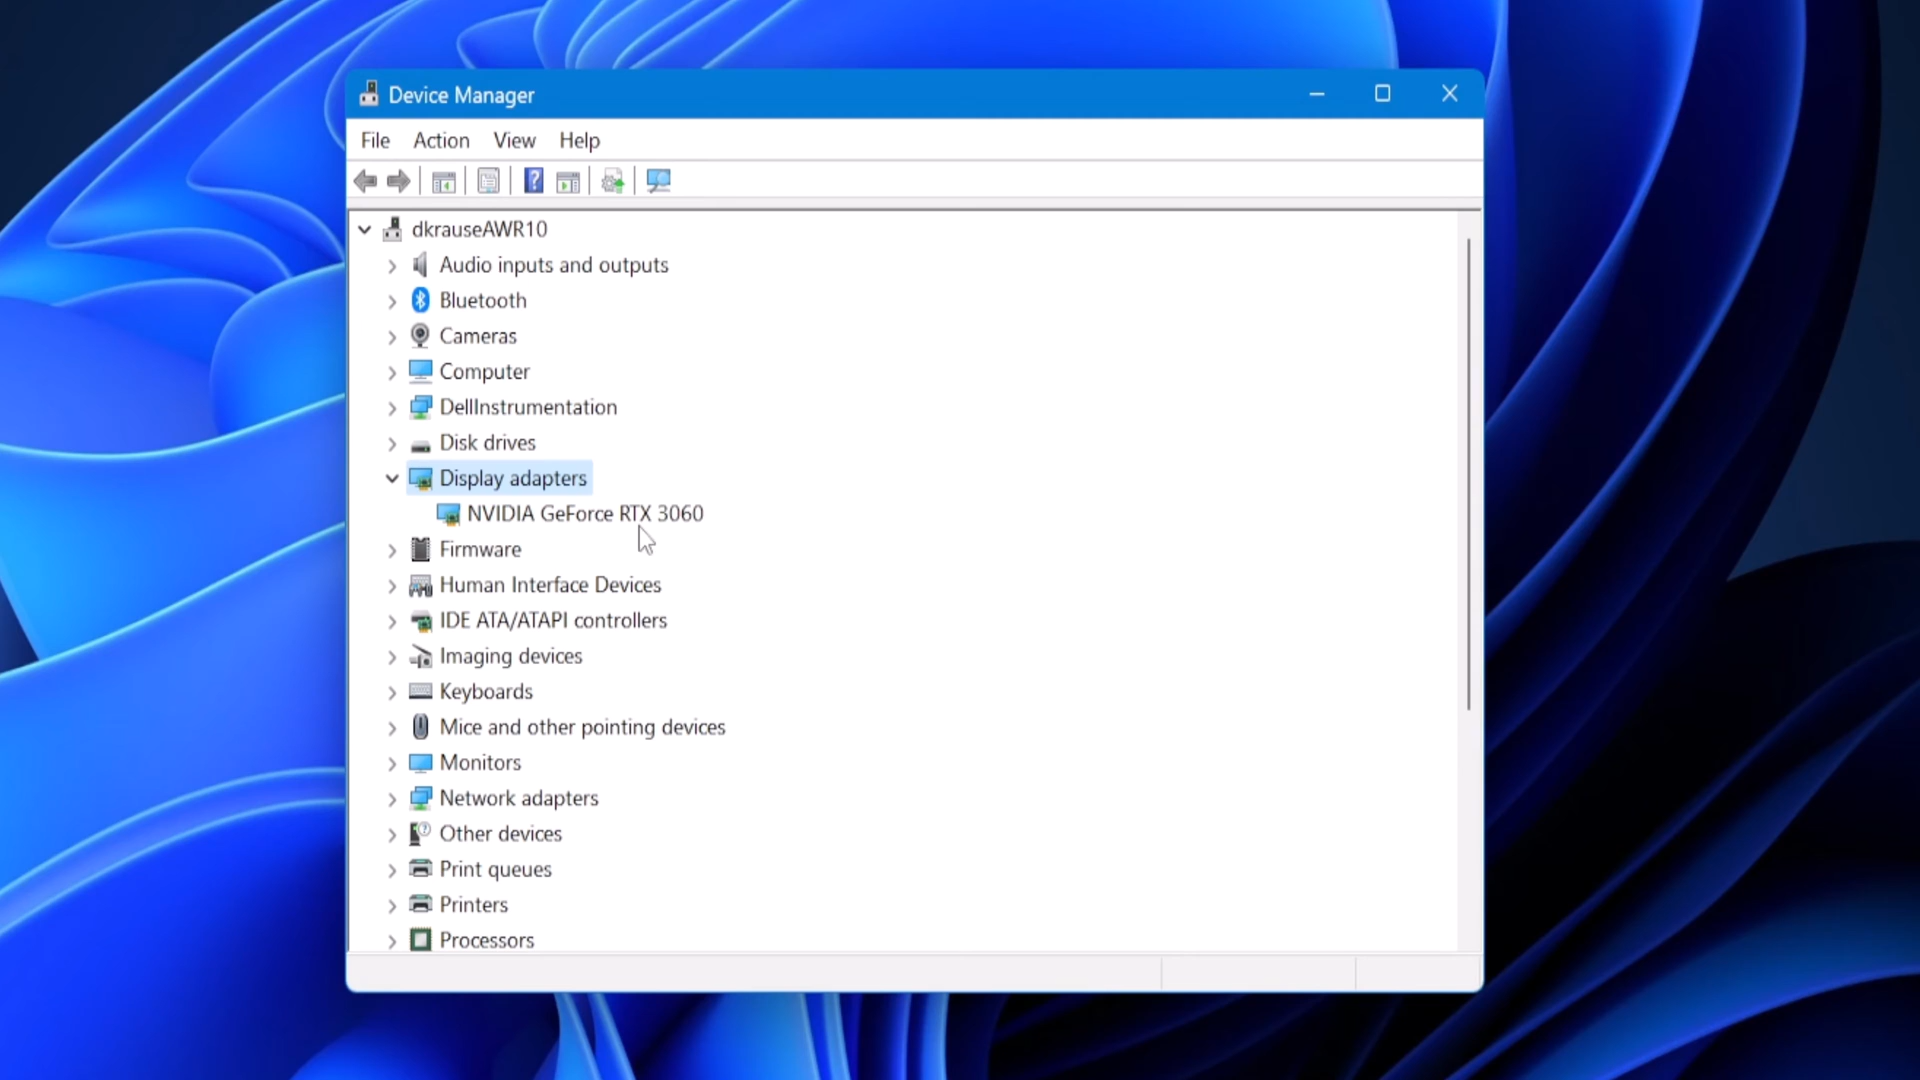 Device Manager
File Action View Help
dkrauseAWR10
Audio inputs and outputs
Bluetooth
Cameras
Computer
DellInstrumentation
Disk drives
Display adapters
NVIDIA GeForce RTX 3060
Firmware
Human Interface Devices
IDE ATA/ATAPI controllers
Imaging devices
Keyboards
Mice and other pointing devices
Monitors
Network adapters
Other devices
Print queues
Printers
Processors